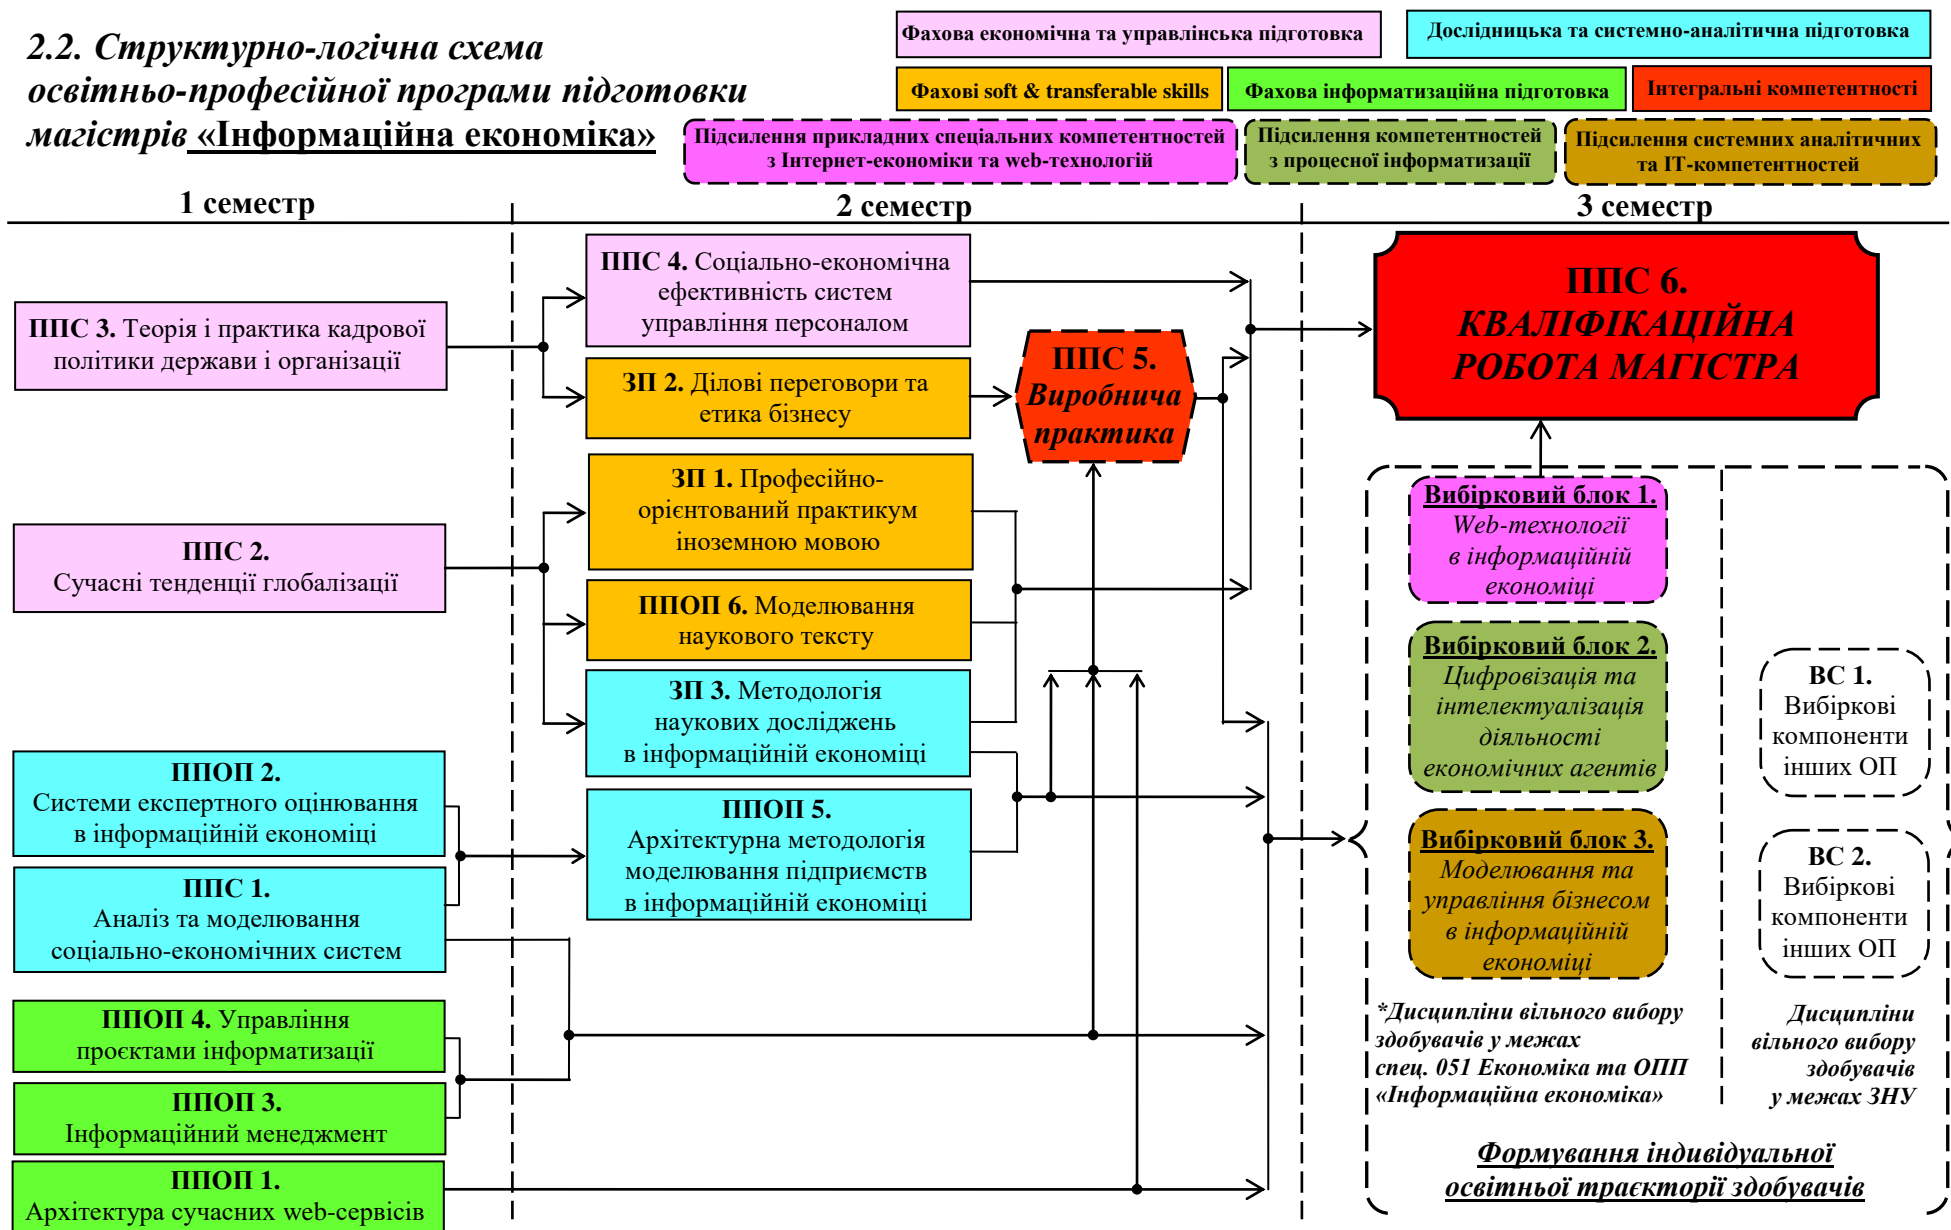 2.2. Структурно-логічна схема
освітньо-професійної програми підготовки
магістрів «Інформаційна економіка»
Фахова економічна та управлінська підготовка
Дослідницька та системно-аналітична підготовка
Фахові soft & transferable skills
Фахова інформатизаційна підготовка
Інтегральні компетентності
Підсилення прикладних спеціальних компетентностей
з Інтернет-економіки та web-технологій
Підсилення компетентностей
з процесної інформатизації
Підсилення системних аналітичних
та ІТ-компетентностей
1 семестр
2 семестр
3 семестр
ППС 3. Теорія і практика кадрової
політики держави і організації
ППС 2.
Сучасні тенденції глобалізації
ППОП 2.
Системи експертного оцінювання
в інформаційній економіці
ППС 1.
Аналіз та моделювання
соціально-економічних систем
ППОП 4. Управління
проєктами інформатизації
ППОП 3.
Інформаційний менеджмент
ППОП 1.
Архітектура сучасних web-сервісів
ППС 4. Соціально-економічна
ефективність систем
управління персоналом
ЗП 2. Ділові переговори та
етика бізнесу
ЗП 1. Професійно-
орієнтований практикум
іноземною мовою
ППОП 6. Моделювання
наукового тексту
ЗП 3. Методологія
наукових досліджень
в інформаційній економіці
ППОП 5.
Архітектурна методологія
моделювання підприємств
в інформаційній економіці
ППС 5.
Виробнича
практика
ППС 6.
КВАЛІФІКАЦІЙНА
РОБОТА МАГІСТРА
Вибірковий блок 1.
Web-технології
в інформаційній
економіці
Вибірковий блок 2.
Цифровізація та
інтелектуалізація
діяльності
економічних агентів
Вибірковий блок 3.
Моделювання та
управління бізнесом
в інформаційній
економіці
*Дисципліни вільного вибору
здобувачів у межах
спец. 051 Економіка та ОПП
«Інформаційна економіка»
ВС 1.
Вибіркові
компоненти
інших ОП
ВС 2.
Вибіркові
компоненти
інших ОП
Дисципліни
вільного вибору
здобувачів
у межах ЗНУ
Формування індивідуальної
освітньої траєкторії здобувачів